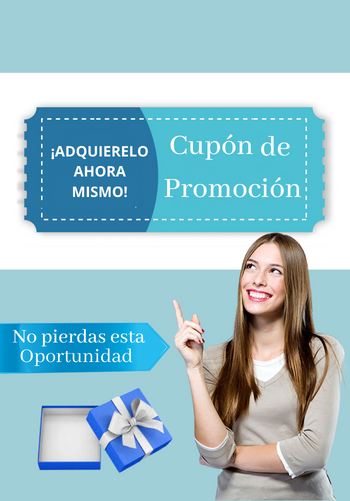 ¡ADQUIERELO
AHORA
MISMO!
Cupón de
Promoción
No pierdas esta
Oportunidad